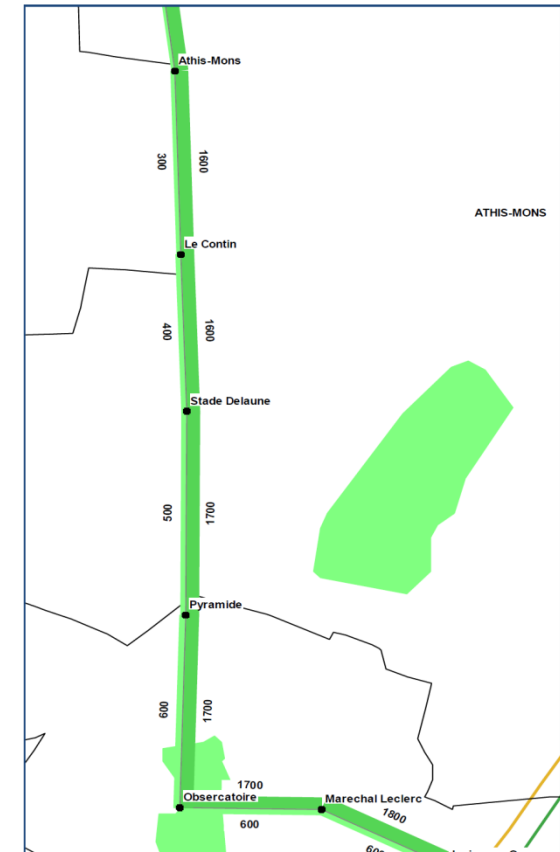 Athis-Mons
300
1600
ATHIS-MONS
Le Contin
400
1600
Stade Delaune
500
1700
Pyramide
600
1700
Obsercatoire
1700
Marechal Leclerc
600
1800